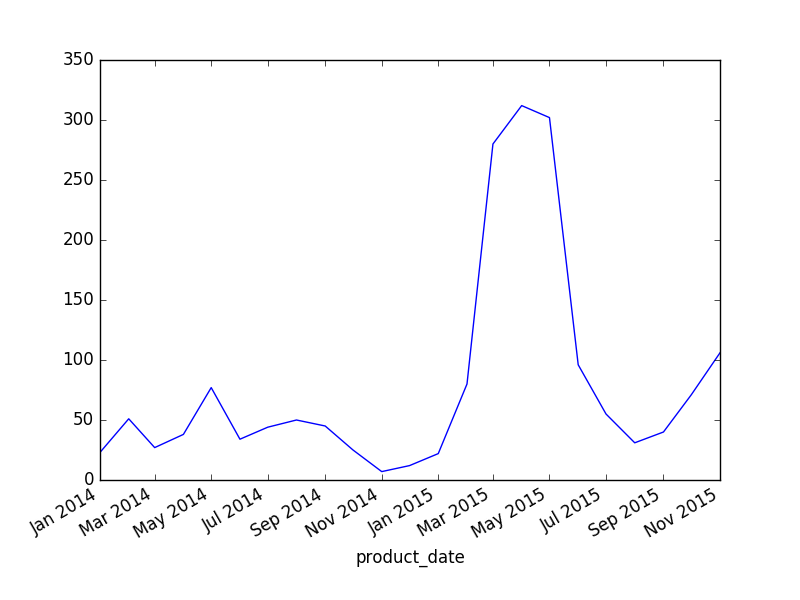 350
300
250
200
150
100
50
0
Jan 2014
Mar 2014
May 2014
Jul 2014
Sep 2014
Nov 2014
Jan 2015
Mar 2015
May 2015
Jul 2015
Sep 2015
Nov 2015
product_date